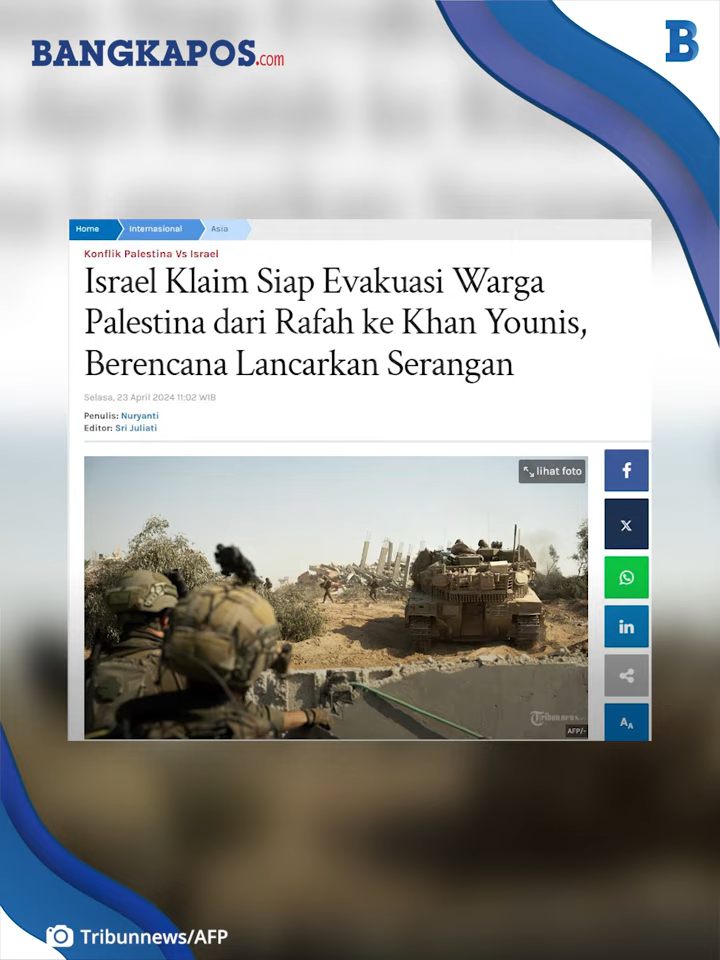 BANGKAPOS.com
B
Home Internasional Asia
Konflik Palestina Vs Israel
Israel Klaim Siap Evakuasi Warga
Palestina dari Rafah ke Khan Younis,
Berencana Lancarkan Serangan
Selasa, 23 April 2024 11:02 WIB
Penulis: Nuryanti
Editor: Sri Juliati
lihat foto
f
X
in
AA
AFP/-
Tribunnews/AFP